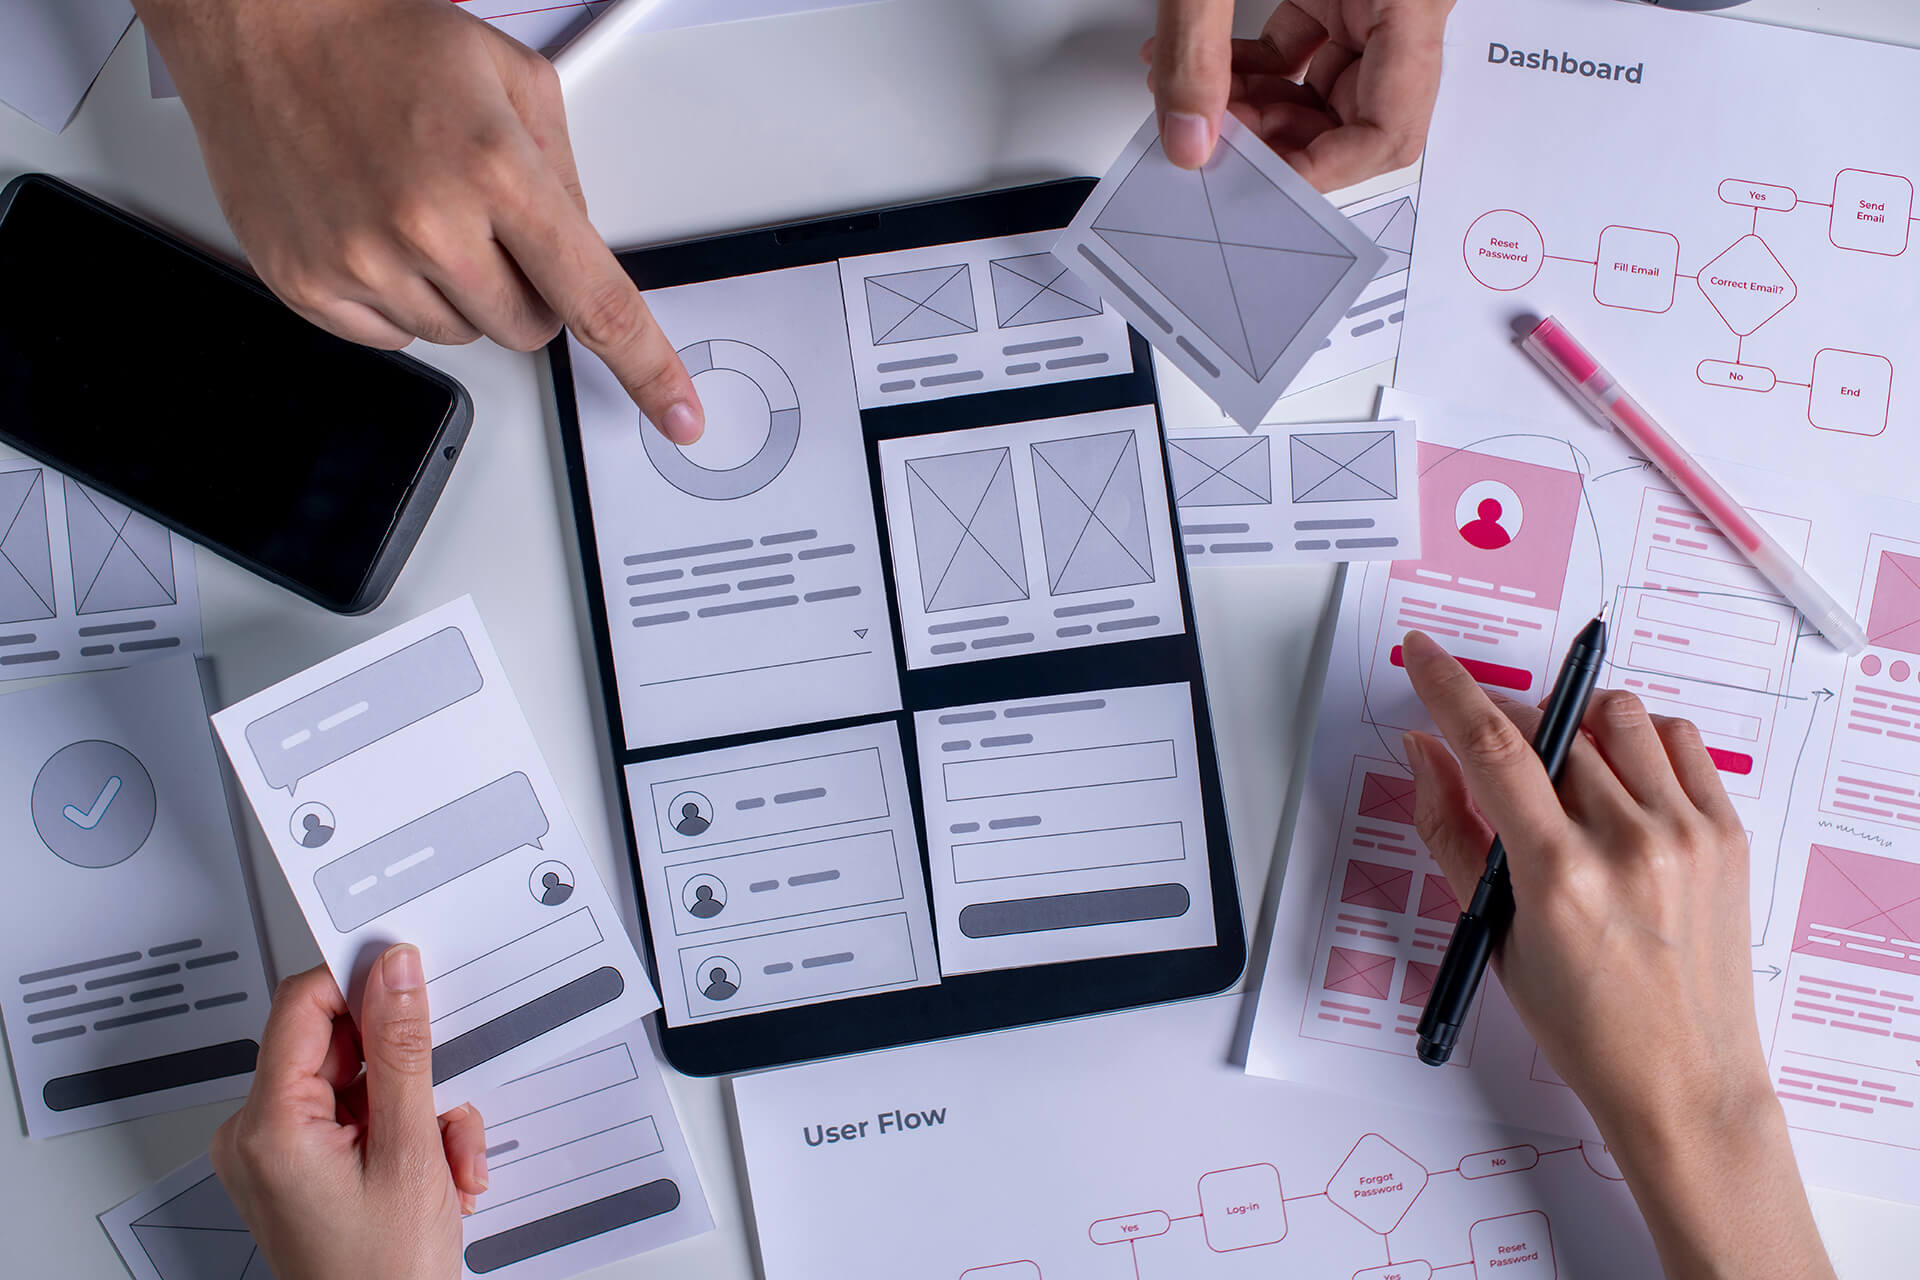 Dashboard
Yes
Send
Email
Reset
Password
Fill Email
Correct Email?
No
End
User Flow
Forgot
Password
No
Log-in
Yes
Reset
Password
Yes